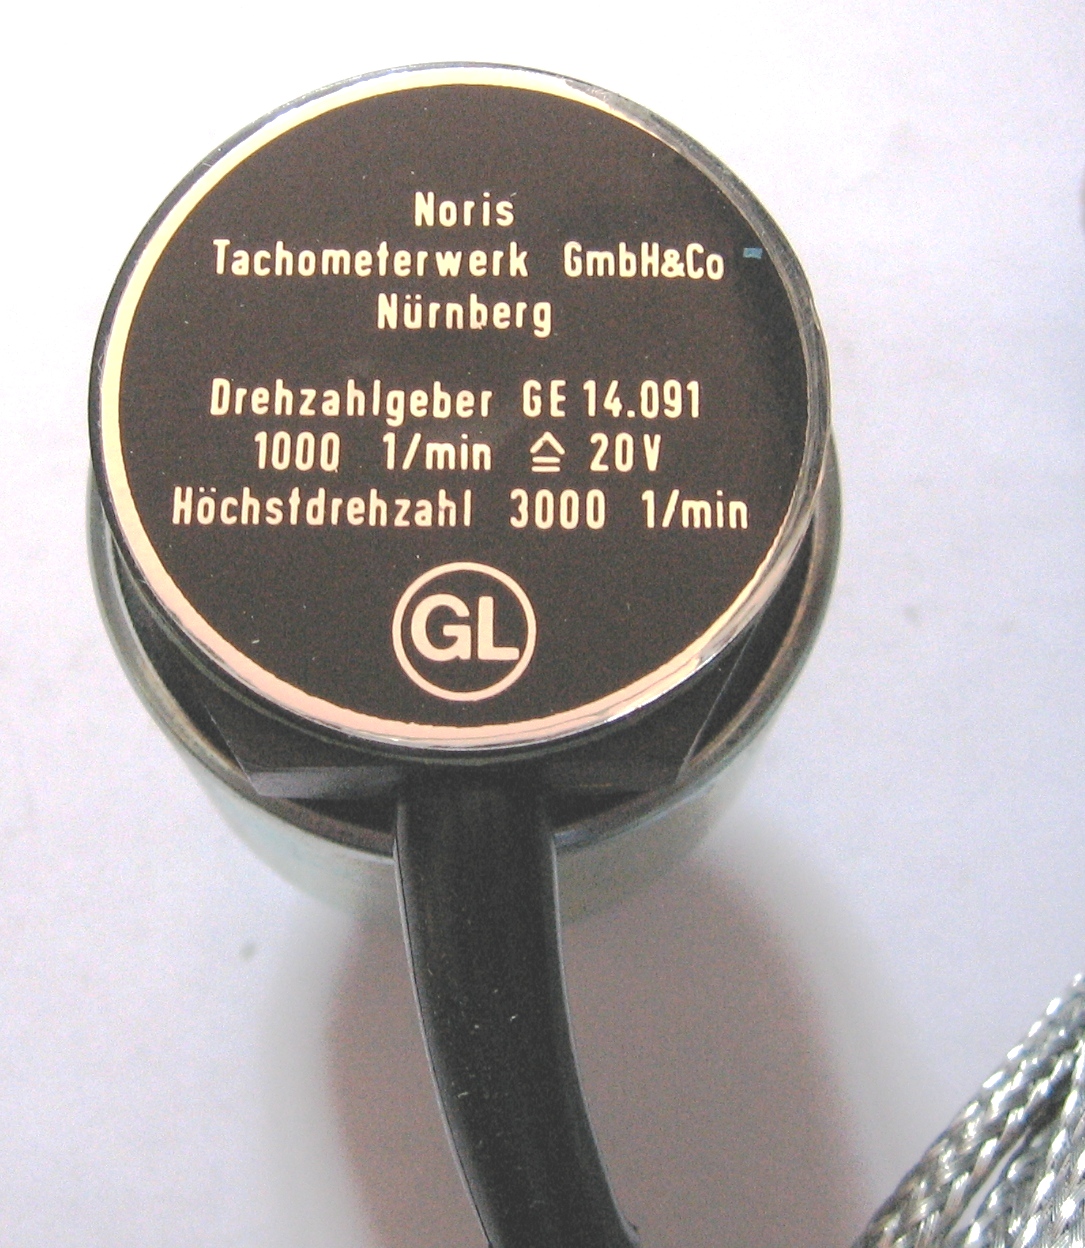 Noris
Tachometerwerk GmbH&Co
Nürnberg
Drehzahlgeber GE 14.091
1000 1/min ≙ 20V
Höchstdrehzahl 3000 1/min
GL